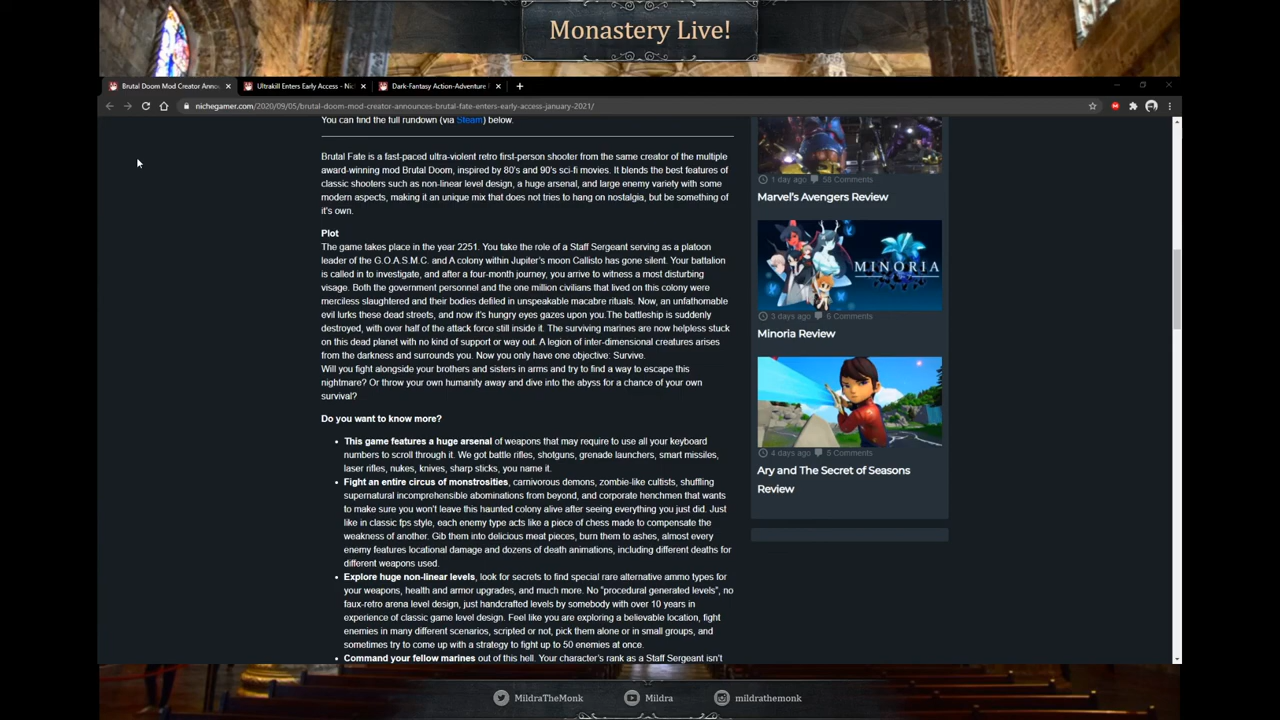 Monastery Live!
Brutal Doom Mod Creator Annou
Ultrakill Enters Early Access - Nic
Dark-Fantasy Action-Adventure
nichegamer.com/2020/09/05/brutal-doom-mod-creator-announces-brutal-fate-enters-early-access-january-2021/
You can find the full rundown (via Steam) below.
Brutal Fate is a fast-paced ultra-violent retro first-person shooter from the same creator of the multiple
award-winning mod Brutal Doom, inspired by 80's and 90's sci-fi movies. It blends the best features of
classic shooters such as non-linear level design, a huge arsenal, and large enemy variety with some
modern aspects, making it an unique mix that does not tries to hang on nostalgia, but be something of
it's own.
Plot
The game takes place in the year 2251. You take the role of a Staff Sergeant serving as a platoon
leader of the G.O.A.S.M.C. and A colony within Jupiter's moon Callisto has gone silent. Your battalion
is called in to investigate, and after a four-month journey, you arrive to witness a most disturbing
visage. Both the government personnel and the one million civilians that lived on this colony were
merciless slaughtered and their bodies defiled in unspeakable macabre rituals. Now, an unfathomable
evil lurks these dead streets, and now it's hungry eyes gazes upon you.The battleship is suddenly
destroyed, with over half of the attack force still inside it. The surviving marines are now helpless stuck
on this dead planet with no kind of support or way out. A legion of inter-dimensional creatures arises
from the darkness and surrounds you. Now you only have one objective: Survive.
Will you fight alongside your brothers and sisters in arms and try to find a way to escape this
nightmare? Or throw your own humanity away and dive into the abyss for a chance of your own
survival?
Do you want to know more?
This game features a huge arsenal of weapons that may require to use all your keyboard
numbers to scroll through it. We got battle rifles, shotguns, grenade launchers, smart missiles,
laser rifles, nukes, knives, sharp sticks, you name it.
Fight an entire circus of monstrosities, carnivorous demons, zombie-like cultists, shuffling
supernatural incomprehensible abominations from beyond, and corporate henchmen that wants
to make sure you won't leave this haunted colony alive after seeing everything you just did. Just
like in classic fps style, each enemy type acts like a piece of chess made to compensate the
weakness of another. Gib them into delicious meat pieces, burn them to ashes, almost every
enemy features locational damage and dozens of death animations, including different deaths for
different weapons used.
Explore huge non-linear levels, look for secrets to find special rare alternative ammo types for
your weapons, health and armor upgrades, and much more. No "procedural generated levels", no
faux-retro arena level design, just handcrafted levels by somebody with over 10 years in
experience of classic game level design. Feel like you are exploring a believable location, fight
enemies in many different scenarios, scripted or not, pick them alone or in small groups, and
sometimes try to come up with a strategy to fight up to 50 enemies at once.
Command your fellow marines out of this hell. Your character's rank as a Staff Sergeant isn't
1 day ago 58 Comments
Marvel's Avengers Review
MINORIA
3 days ago 6 Comments
Minoria Review
4 days ago 5 Comments
Ary and The Secret of Seasons
Review
MildraTheMonk
Mildra
mildrathemonk